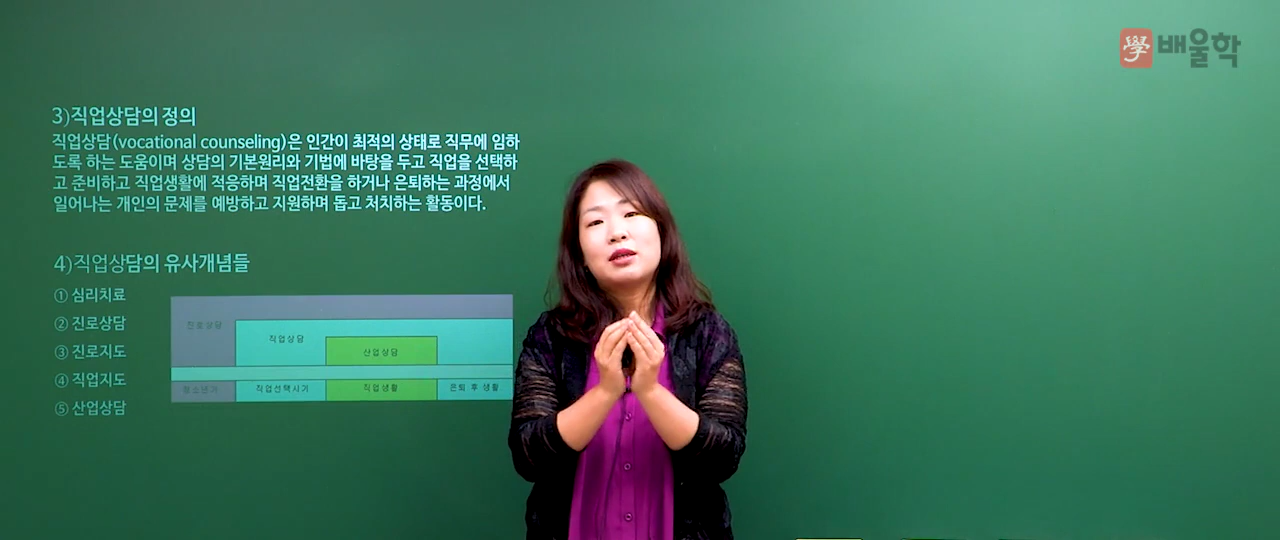 學 배울학
3)직업상담의 정의
직업상담(vocational counseling)은 인간이 최적의 상태로 직무에 임하
도록 하는 도움이며 상담의 기본원리와 기법에 바탕을 두고 직업을 선택하
고 준비하고 직업생활에 적응하며 직업전환을 하거나 은퇴하는 과정에서
일어나는 개인의 문제를 예방하고 지원하며 돕고 처치하는 활동이다.
4)직업상담의 유사개념들
① 심리치료
② 진로상담
③ 진로지도
④ 직업지도
⑤ 산업상담
진로상담
직업상담
산업상담
청소년기 직업선택시기 직업생활 은퇴 후 생활